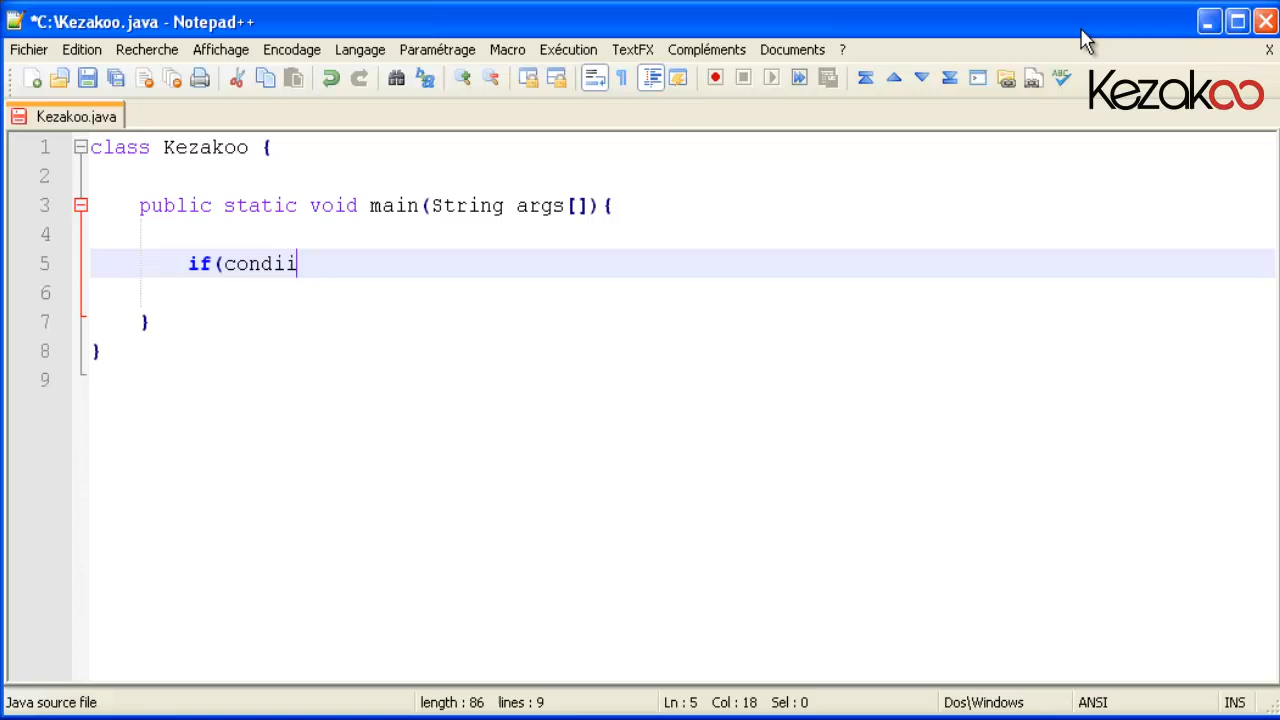 *C:\Kezakoo.java - Notepad++
Fichier Edition Recherche Affichage Encodage Langage Paramétrage Macro Exécution TextFX Compléments Documents ? X
Kezakoo
Kezakoo.java
1 class Kezakoo {
2
3 public static void main(String args[]){
4
5 if(condii
6
7 }
8 }
9
Java source file length : 86 lines : 9 Ln : 5 Col : 18 Sel : 0 Dos\Windows ANSI INS